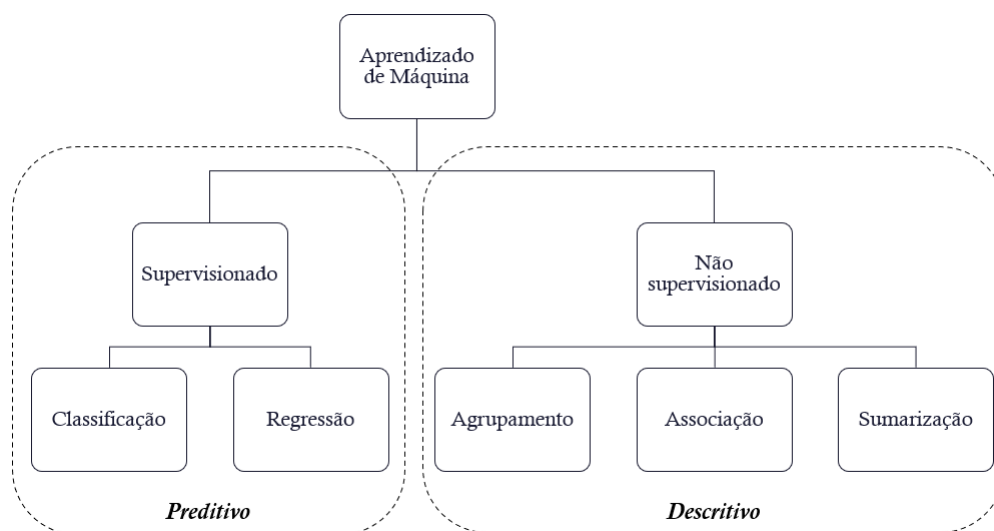 Aprendizado
de Máquina
Supervisionado
Não
supervisionado
Classificação
Regressão
Agrupamento
Associação
Sumarização
Preditivo
Descritivo